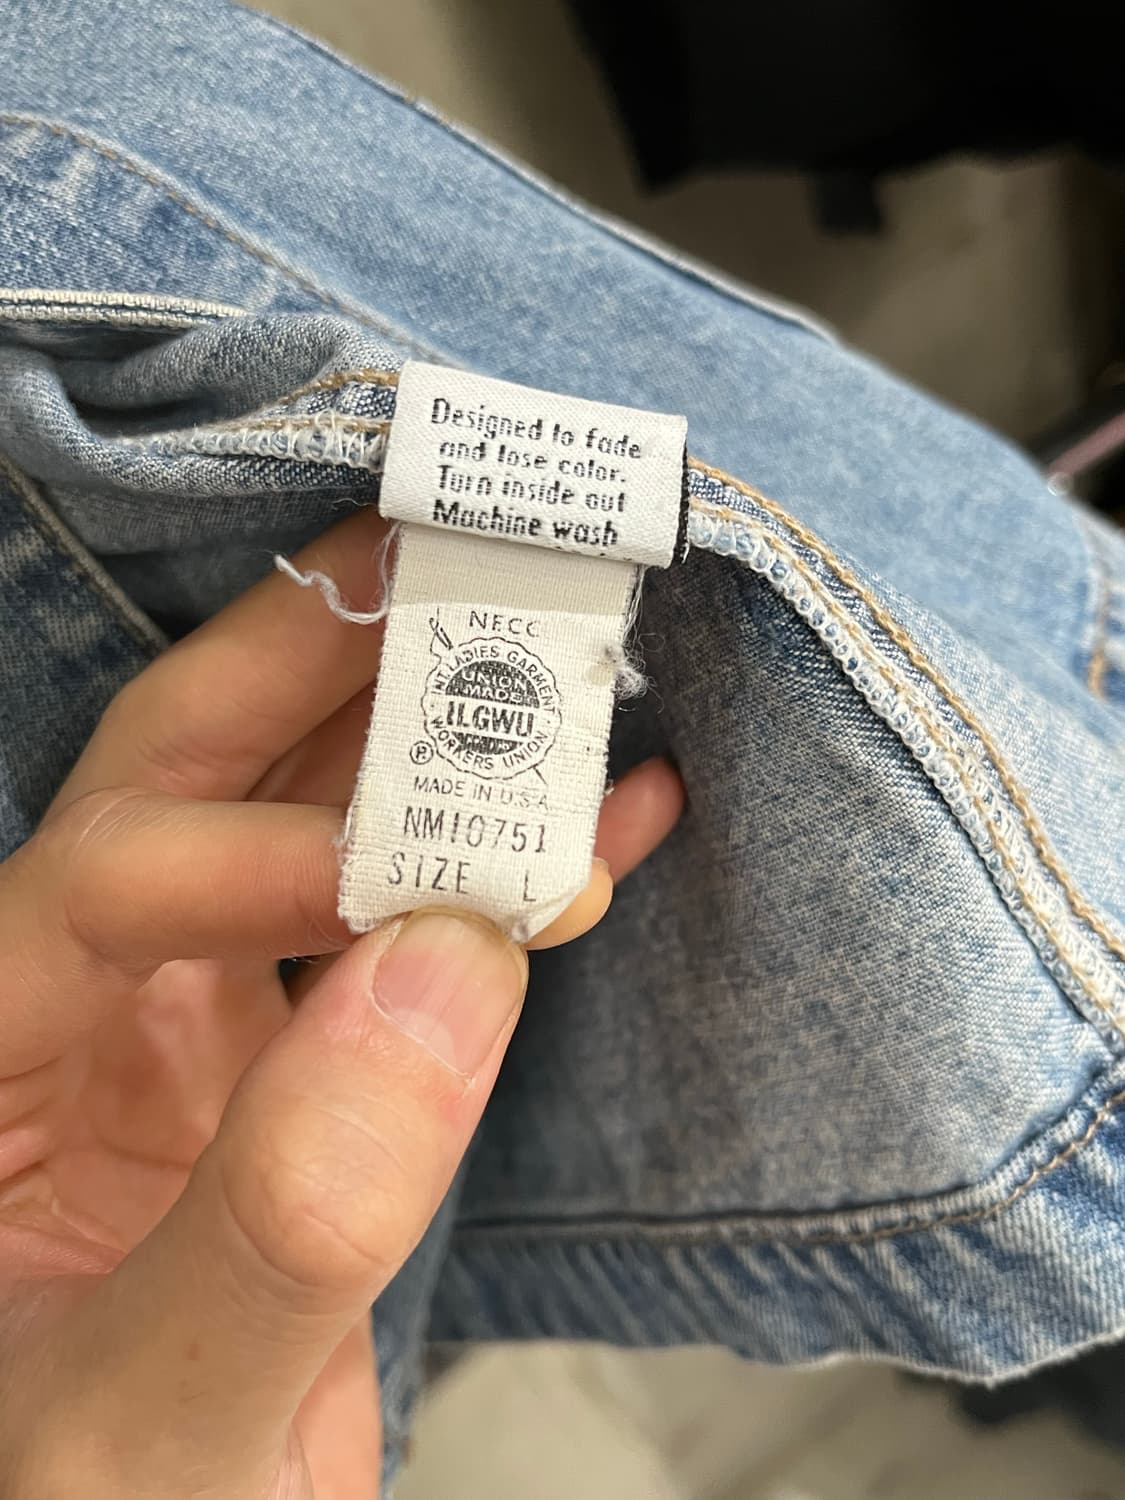 Designed to fade
and lose color.
Turn inside out
Machine wash
NECC
INT. LADIES GARMENT WORKERS UNION
UNION
MADE
ILGWU
®
MADE IN U.S.A
NM10751
SIZE L